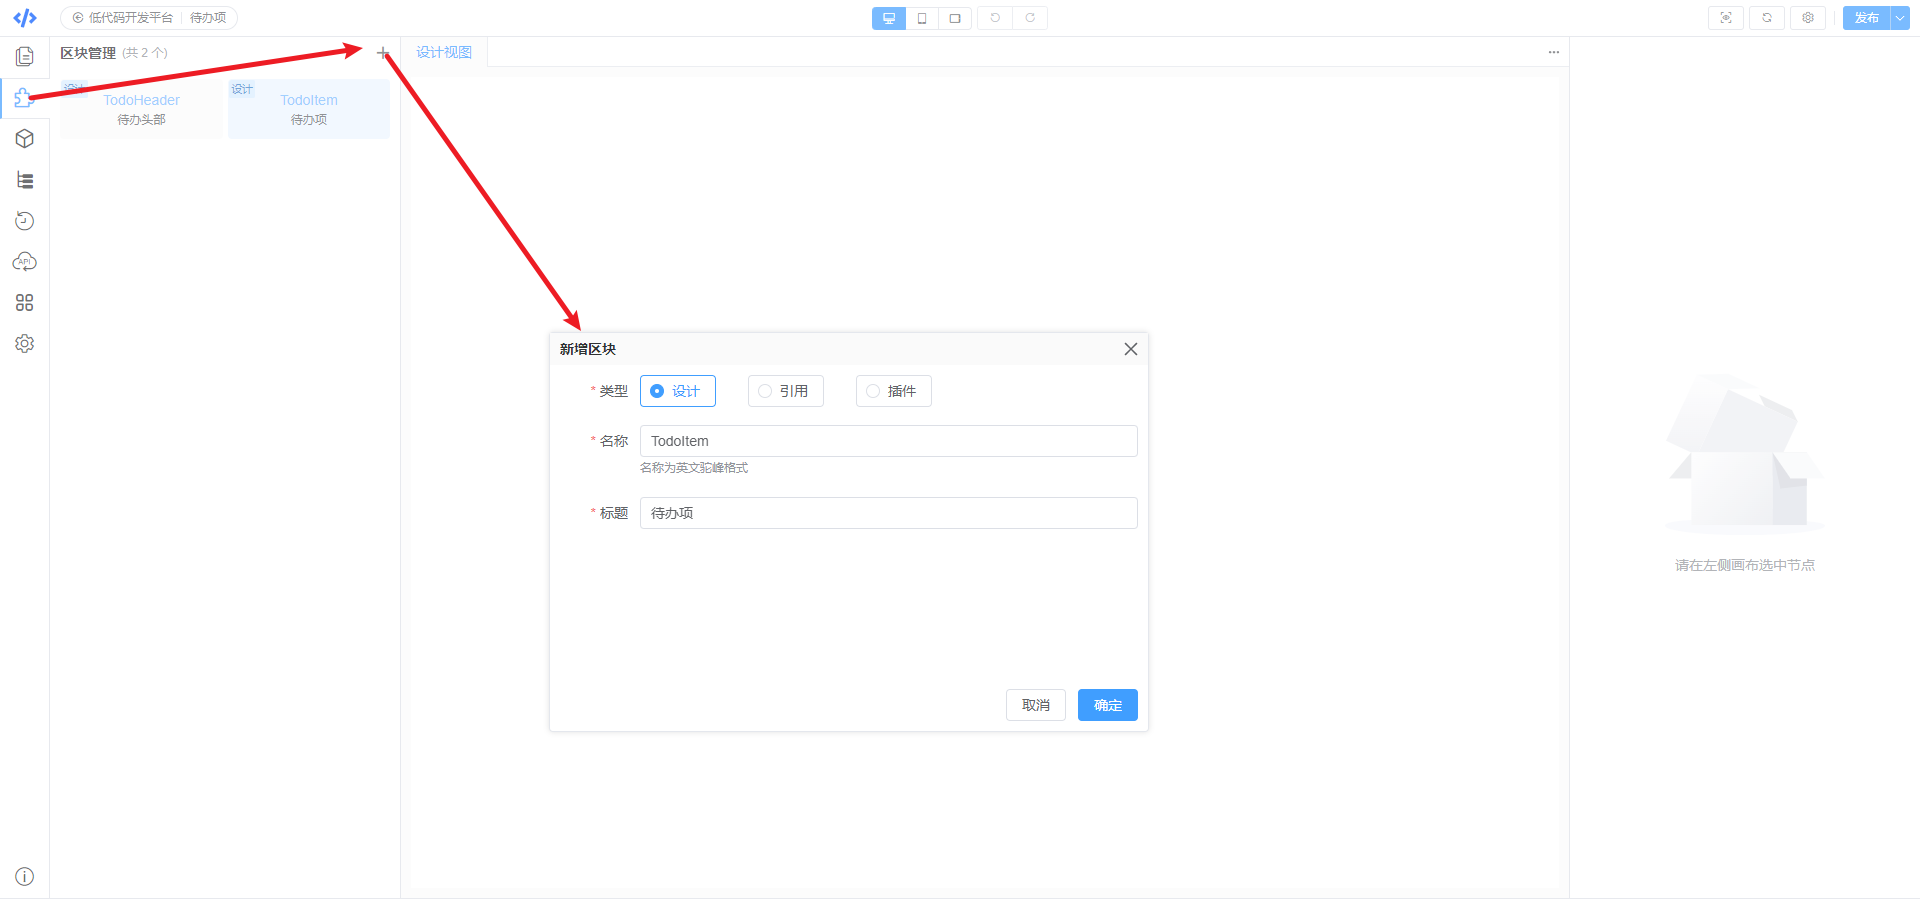 低代码开发平台 待办项
发布
区块管理 (共 2 个)
设计视图
设计
TodoHeader
待办头部
设计
TodoItem
待办项
API
新增区块
* 类型 设计 引用 插件
* 名称 TodoItem
名称为英文驼峰格式
* 标题 待办项
取消 确定
请在左侧画布选中节点